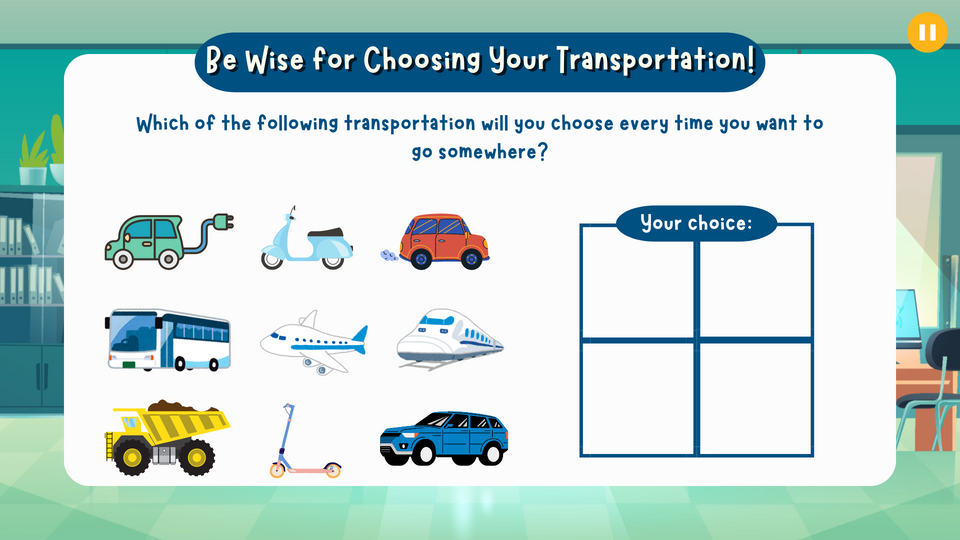 Be Wise for Choosing Your Transportation!
Which of the following transportation will you choose every time you want to
go somewhere?
Your choice: